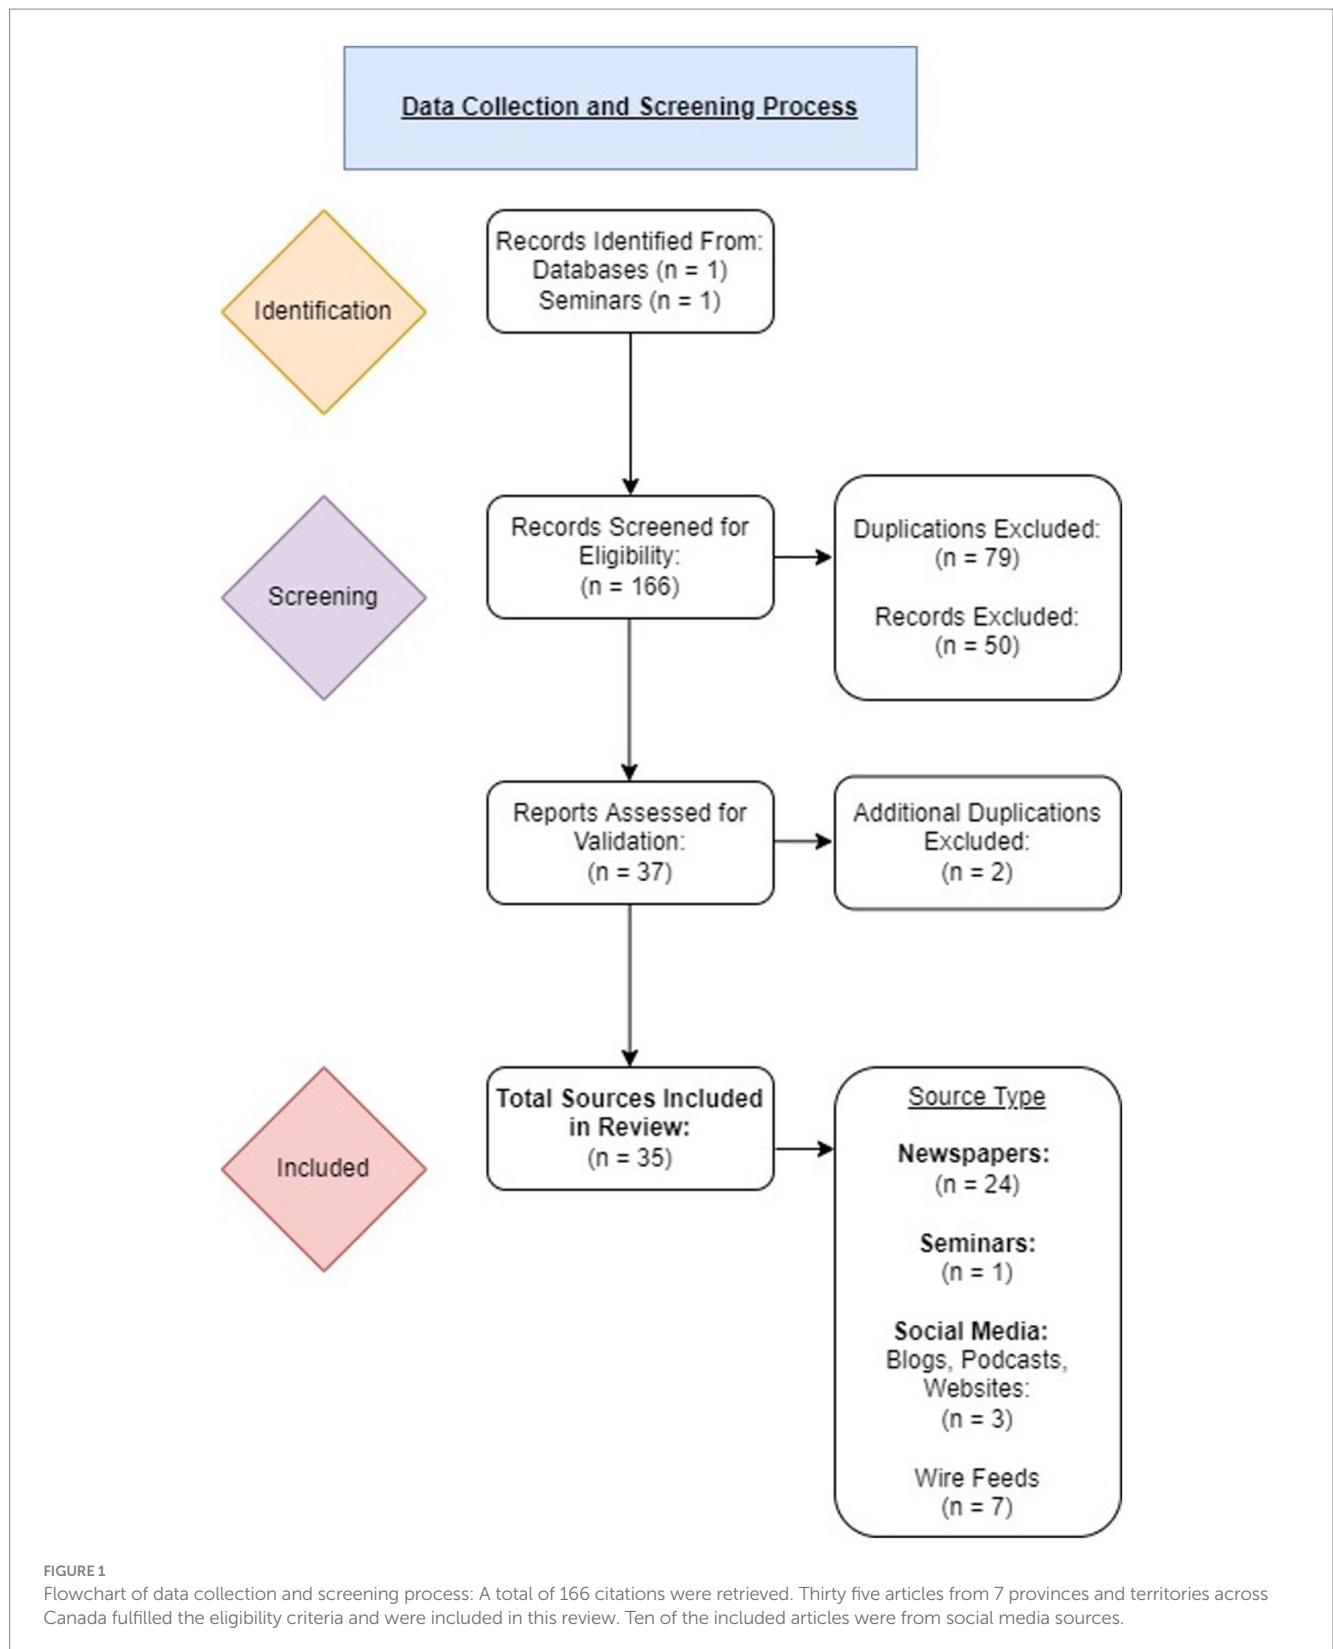 Data Collection and Screening Process
Identification
Records Identified From:
Databases (n = 1)
Seminars (n = 1)
Screening
Records Screened for
Eligibility:
(n = 166)
Duplications Excluded:
(n = 79)
Records Excluded:
(n = 50)
Reports Assessed for
Validation:
(n = 37)
Additional Duplications
Excluded:
(n = 2)
Included
Total Sources Included
in Review:
(n = 35)
Source Type
Newspapers:
(n = 24)
Seminars:
(n = 1)
Social Media:
Blogs, Podcasts,
Websites:
(n = 3)
Wire Feeds
(n = 7)
FIGURE 1
Flowchart of data collection and screening process: A total of 166 citations were retrieved. Thirty five articles from 7 provinces and territories across
Canada fulfilled the eligibility criteria and were included in this review. Ten of the included articles were from social media sources.